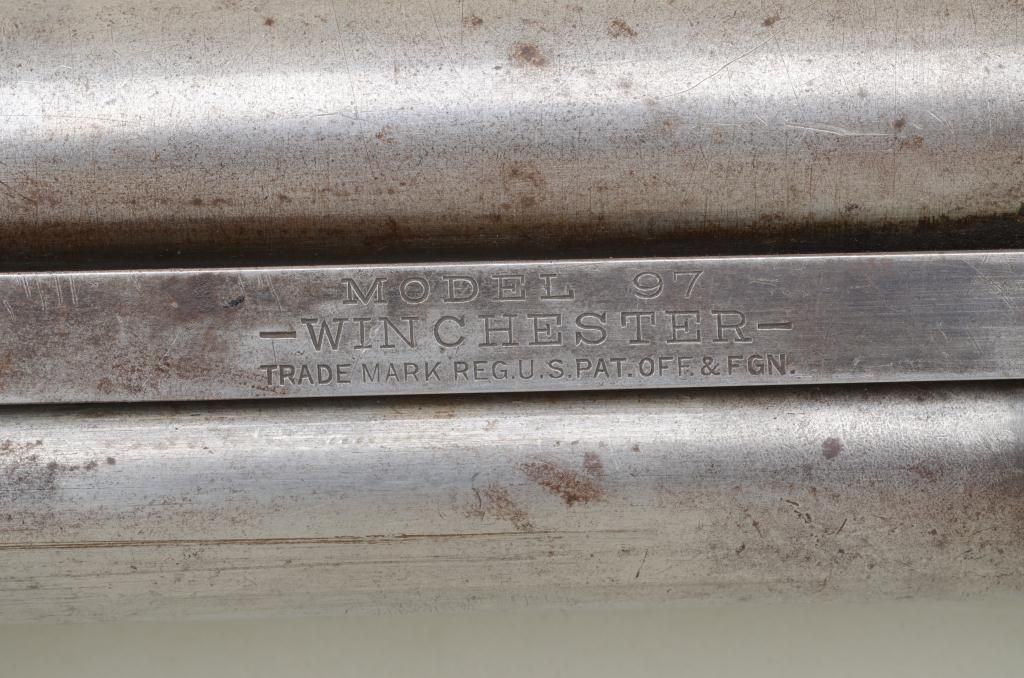 MODEL 97
-WINCHESTER-
TRADE MARK REG.U.S.PAT.OFF.&FGN.